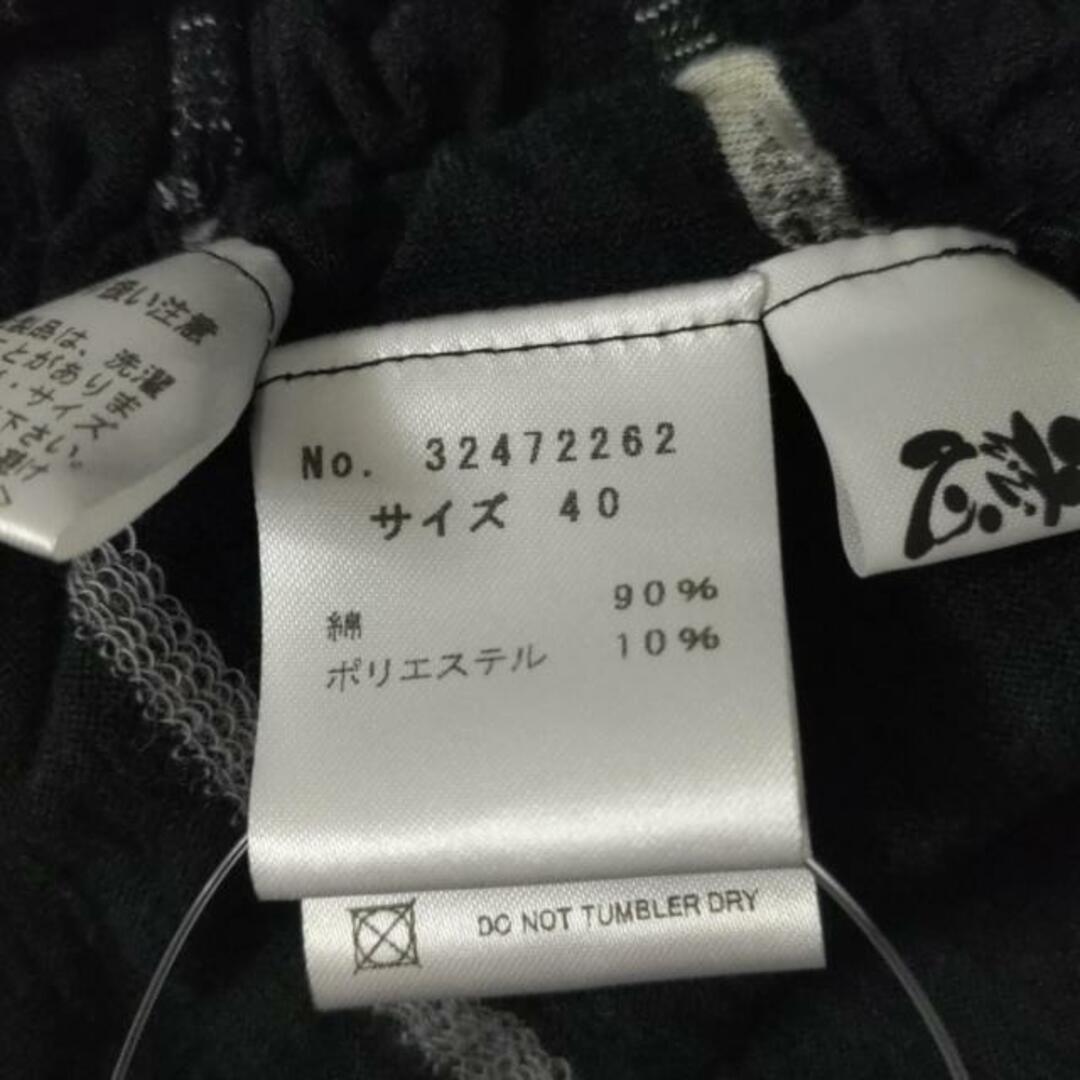 扱い注意
製品は、洗濯
とがありま
サイズ
下さい。
避け
No. 32472262
サイズ 40
綿 90%
ポリエステル 10%
DO NOT TUMBLER DRY